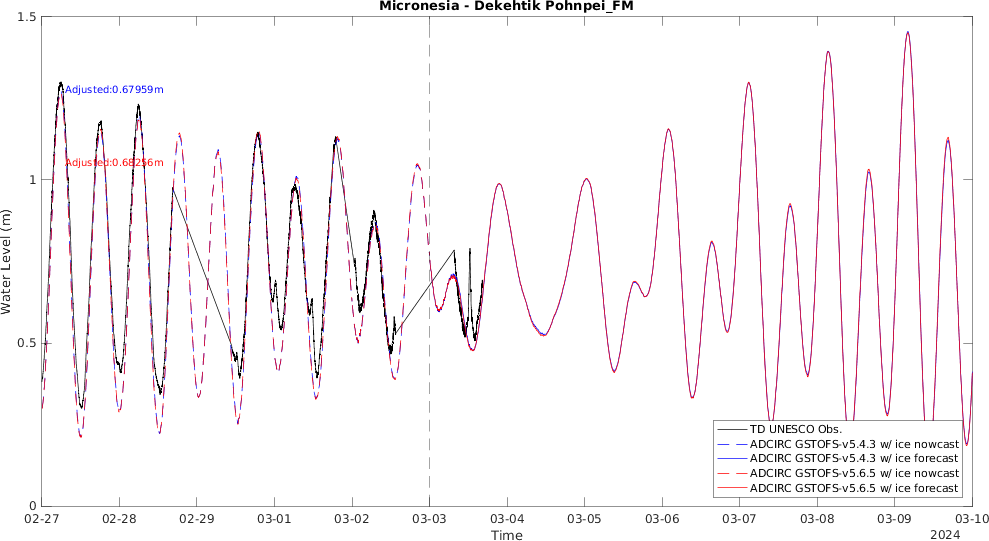 Micronesia - Dekehtik Pohnpei_FM
1.5
1
0.5
0
Water Level (m)
Adjusted:0.67959m
Adjusted:0.68256m
TD UNESCO Obs.
ADCIRC GSTOFS-v5.4.3 w/ ice nowcast
ADCIRC GSTOFS-v5.4.3 w/ ice forecast
ADCIRC GSTOFS-v5.6.5 w/ ice nowcast
ADCIRC GSTOFS-v5.6.5 w/ ice forecast
02-27 02-28 02-29 03-01 03-02 03-03 03-04 03-05 03-06 03-07 03-08 03-09 03-10
Time
2024